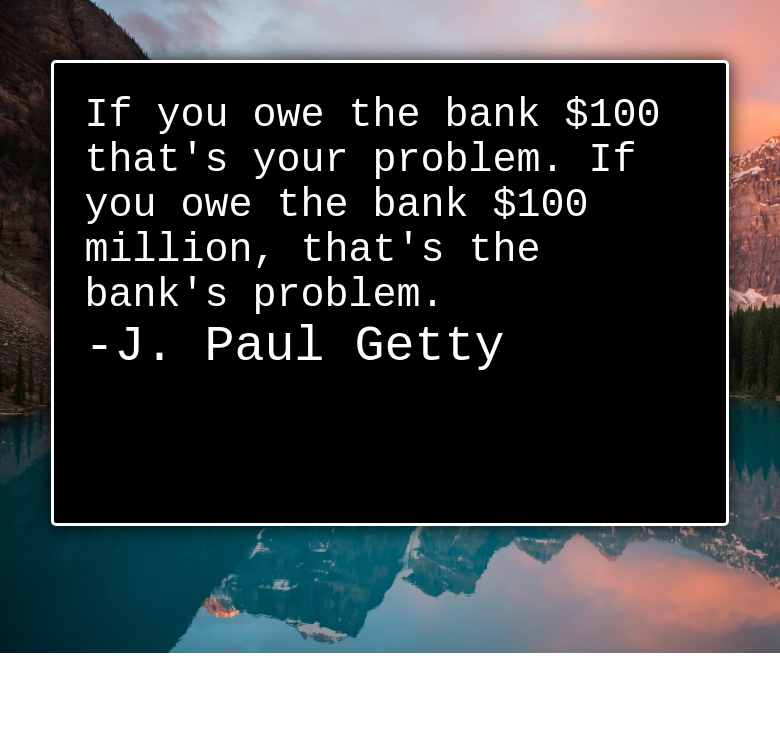 If you owe the bank $100
that's your problem. If
you owe the bank $100
million, that's the
bank's problem.
-J. Paul Getty